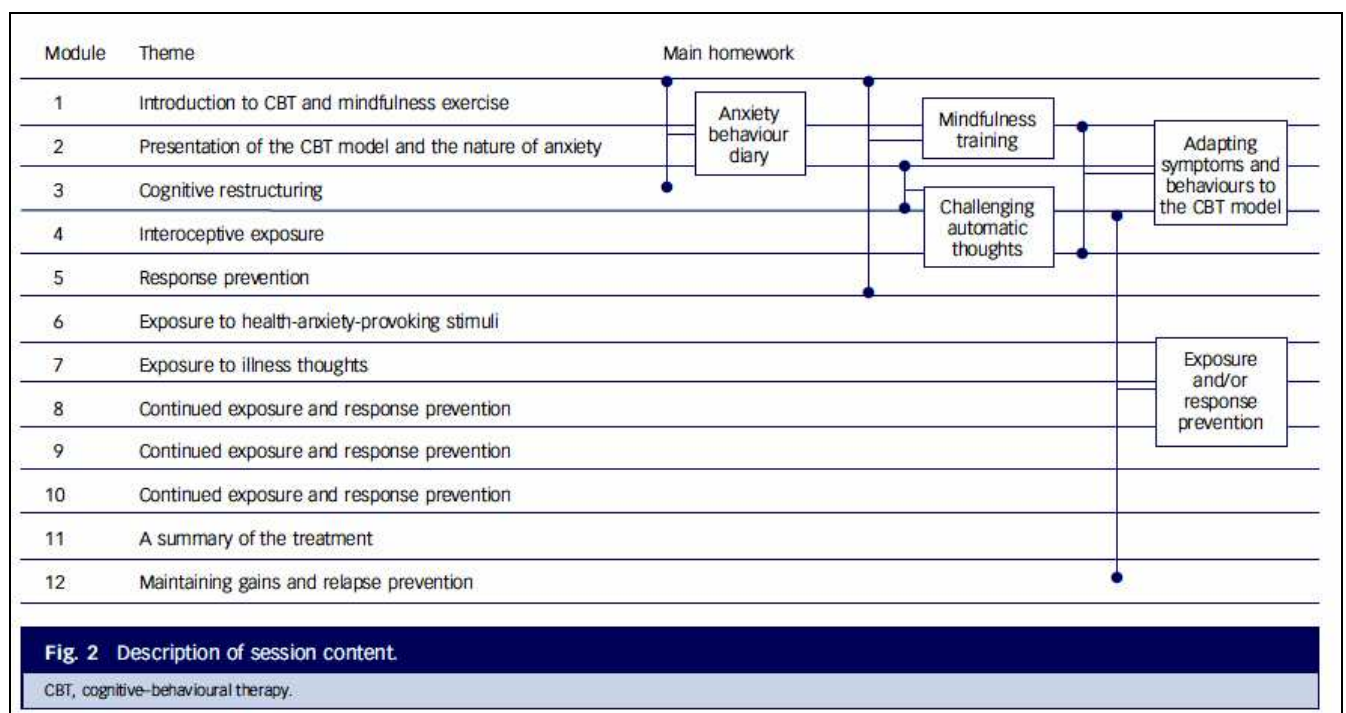 Module Theme Main homework
1 Introduction to CBT and mindfulness exercise
2 Presentation of the CBT model and the nature of anxiety
3 Cognitive restructuring
4 Interoceptive exposure
5 Response prevention
6 Exposure to health-anxiety-provoking stimuli
7 Exposure to illness thoughts
8 Continued exposure and response prevention
9 Continued exposure and response prevention
10 Continued exposure and response prevention
11 A summary of the treatment
12 Maintaining gains and relapse prevention
Anxiety
behaviour
diary
Mindfulness
training
Challenging
automatic
thoughts
Adapting
symptoms and
behaviours to
the CBT model
Exposure
and/or
response
prevention
Fig. 2 Description of session content.
CBT, cognitive–behavioural therapy.